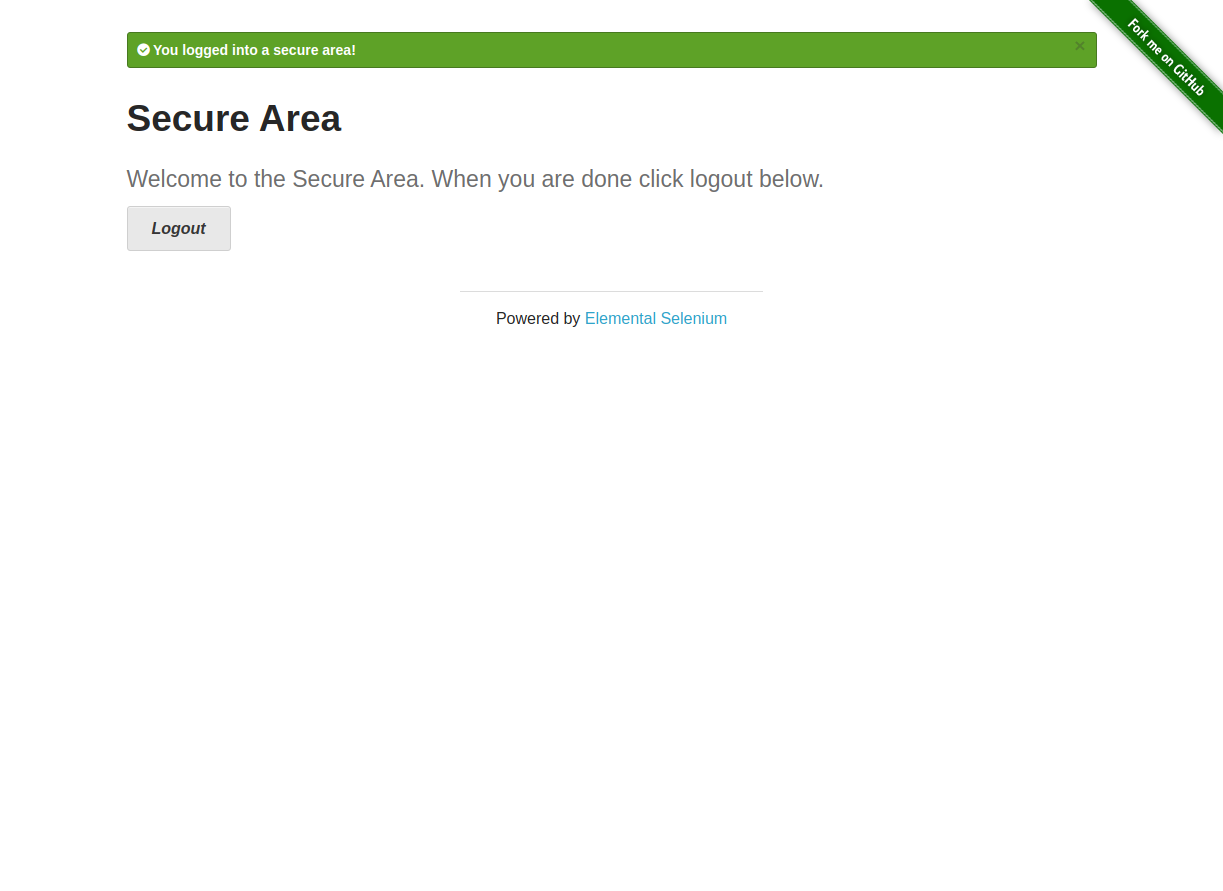 You logged into a secure area!
×
Fork me on GitHub
Secure Area
Welcome to the Secure Area. When you are done click logout below.
Logout
Powered by Elemental Selenium